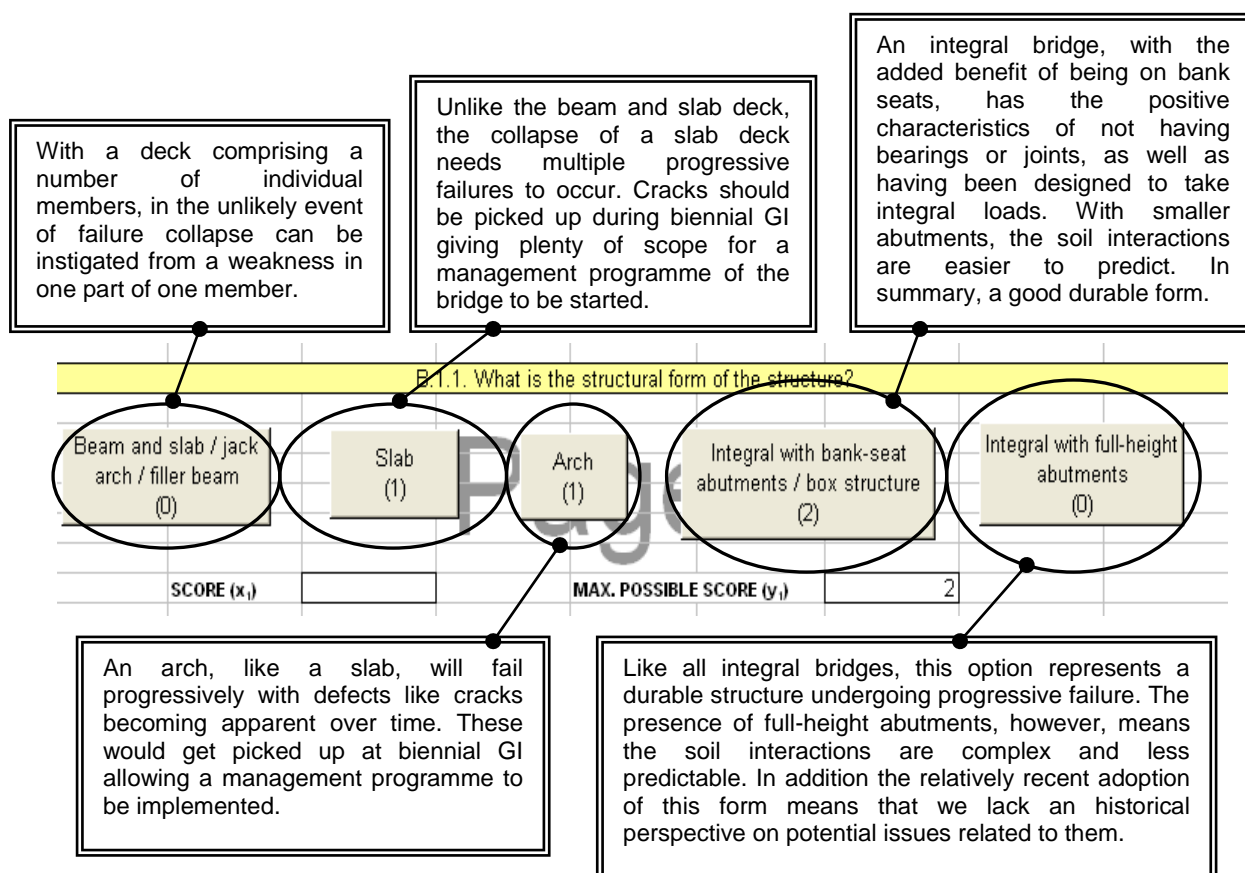 An integral bridge, with the
added benefit of being on bank
seats, has the positive
characteristics of not having
bearings or joints, as well as
having been designed to take
integral loads. With smaller
abutments, the soil interactions
are easier to predict. In
summary, a good durable form.
Unlike the beam and slab deck,
the collapse of a slab deck
needs multiple progressive
failures to occur. Cracks should
be picked up during biennial GI
giving plenty of scope for a
management programme of the
bridge to be started.
With a deck comprising a
number of individual
members, in the unlikely event
of failure collapse can be
instigated from a weakness in
one part of one member.
B.1.1. What is the structural form of the structure?
Beam and slab / jack
arch / filler beam
(0)
Slab
(1)
Arch
(1)
Integral with bank-seat
abutments / box structure
(2)
Integral with full-height
abutments
(0)
Page
SCORE (x₁)
MAX. POSSIBLE SCORE (y₁)
2
An arch, like a slab, will fail
progressively with defects like cracks
becoming apparent over time. These
would get picked up at biennial GI
allowing a management programme to
be implemented.
Like all integral bridges, this option represents a
durable structure undergoing progressive failure. The
presence of full-height abutments, however, means
the soil interactions are complex and less
predictable. In addition the relatively recent adoption
of this form means that we lack an historical
perspective on potential issues related to them.